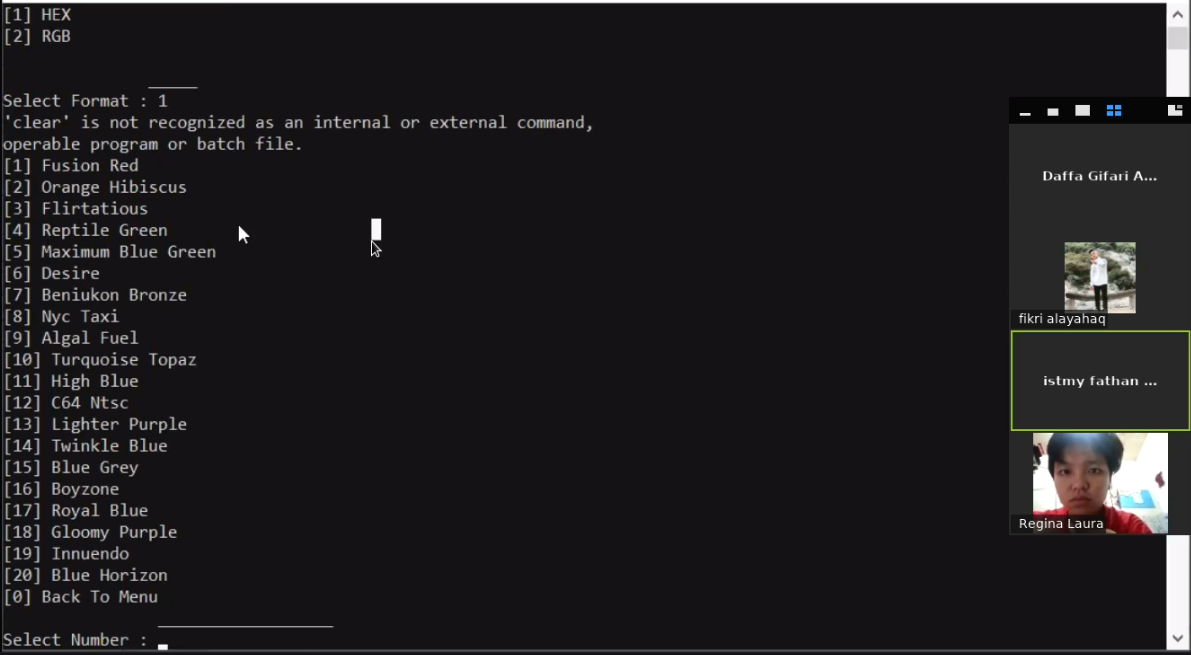 [1] HEX
[2] RGB
Select Format : 1
'clear' is not recognized as an internal or external command,
operable program or batch file.
[1] Fusion Red
[2] Orange Hibiscus
[3] Flirtatious
[4] Reptile Green
[5] Maximum Blue Green
[6] Desire
[7] Beniukon Bronze
[8] Nyc Taxi
[9] Algal Fuel
[10] Turquoise Topaz
[11] High Blue
[12] C64 Ntsc
[13] Lighter Purple
[14] Twinkle Blue
[15] Blue Grey
[16] Boyzone
[17] Royal Blue
[18] Gloomy Purple
[19] Innuendo
[20] Blue Horizon
[0] Back To Menu
Select Number :
Daffa Gifari A...
fikri alayahaq
istmy fathan ...
Regina Laura